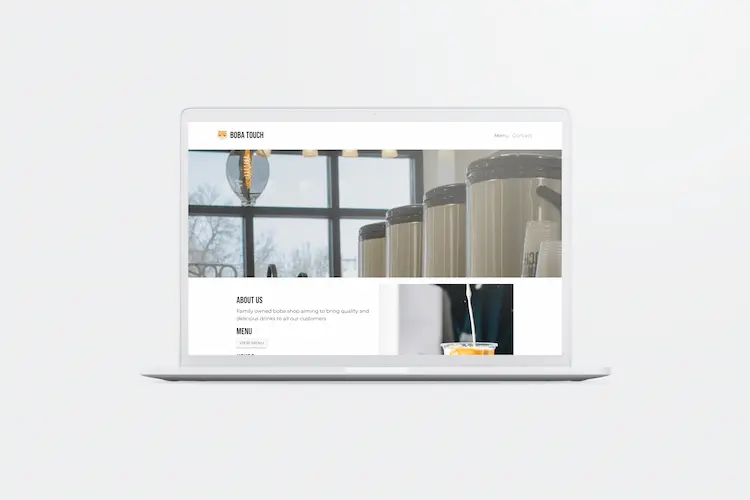 BOBA TOUCH
Menu Contact
ABOUT US
Family owned boba shop aiming to bring quality and
delicious drinks to all our customers
MENU
VIEW MENU